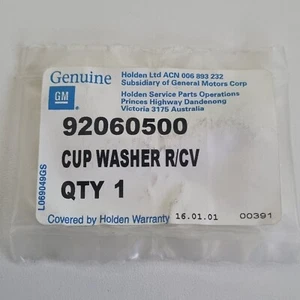 Genuine
GM
Holden Ltd ACN 006 893 232
Subsidiary of General Motors Corp
Holden Service Parts Operations
Princes Highway Dandenong
Victoria 3175 Australia
92060500
CUP WASHER R/CV
QTY 1
L069049GS
Covered by Holden Warranty
16.01.01
00391